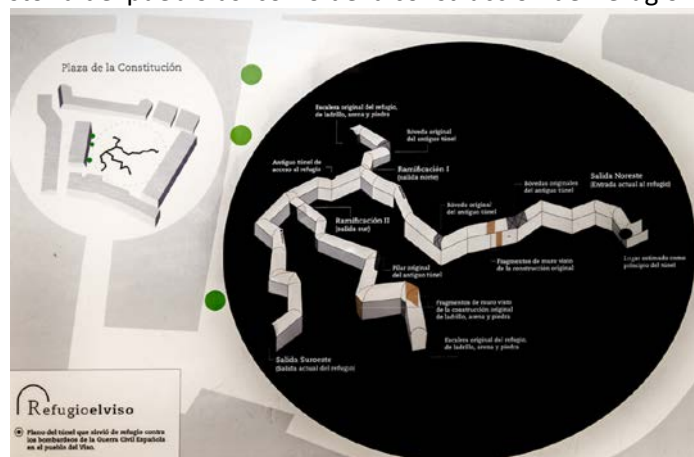 Plaza de la Constitución
Escalera original del refugio,
de ladrillo, arena y piedra
Bóveda original
del antiguo túnel
Antiguo túnel de
acceso al refugio
Ramificación I
(salida norte)
Bóvedas originales
del antiguo túnel
Salida Noreste
(Entrada actual al refugio)
Bóveda original
del antiguo túnel
Ramificación II
(salida sur)
Fragmentos de muro visto
de la construcción original
Lugar estimado como
principio del túnel
Pilar original
del antiguo túnel
Fragmentos de muro visto
de la construcción original
de ladrillo, arena y piedra
Escalera original del refugio,
de ladrillo, arena y piedra
Salida Suroeste
(Salida actual del refugio)
Refugioelviso
Plano del túnel que sirvió de refugio contra
los bombardeos de la Guerra Civil Española
en el pueblo del Viso.